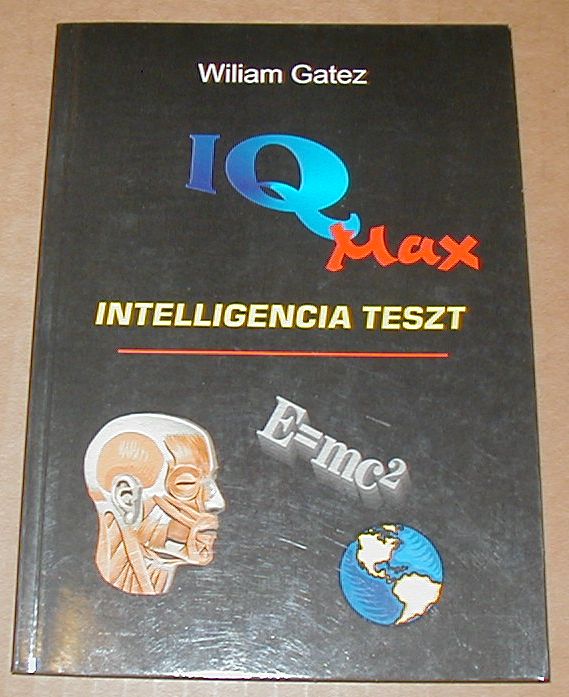 Wiliam Gatez
IQ
Max
INTELLIGENCIA TESZT
E=mc²